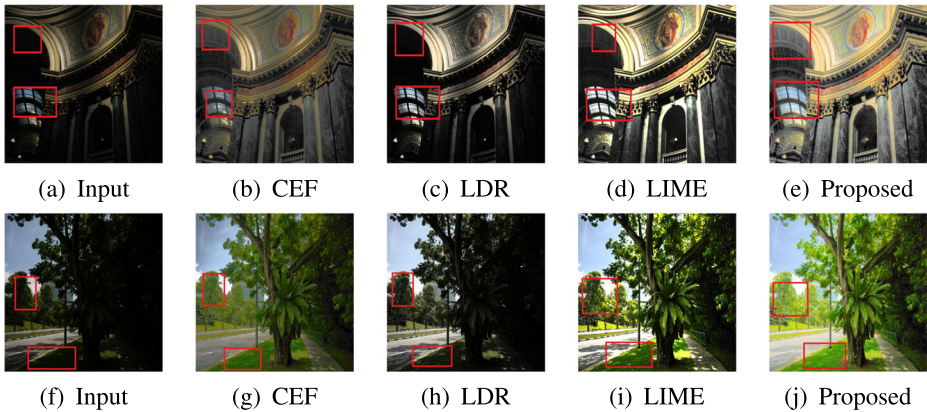 (a) Input (b) CEF (c) LDR (d) LIME (e) Proposed
(f) Input (g) CEF (h) LDR (i) LIME (j) Proposed